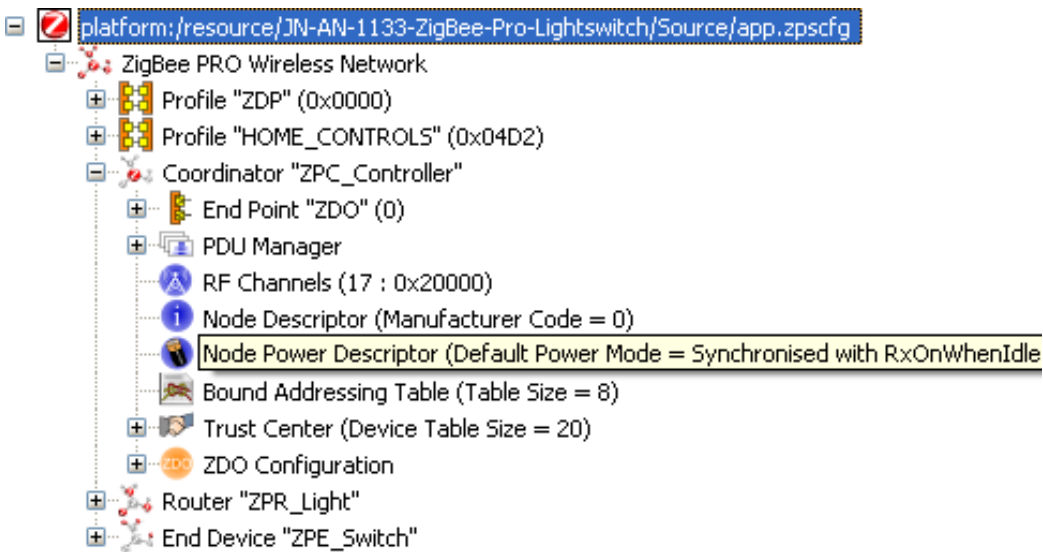 platform:/resource/JN-AN-1133-ZigBee-Pro-Lightswitch/Source/app.zpscfg
ZigBee PRO Wireless Network
Profile "ZDP" (0x0000)
Profile "HOME_CONTROLS" (0x04D2)
Coordinator "ZPC_Controller"
End Point "ZDO" (0)
PDU Manager
RF Channels (17 : 0x20000)
Node Descriptor (Manufacturer Code = 0)
Node Power Descriptor (Default Power Mode = Synchronised with RxOnWhenIdle
Bound Addressing Table (Table Size = 8)
Trust Center (Device Table Size = 20)
ZDO ZDO Configuration
Router "ZPR_Light"
End Device "ZPE_Switch"